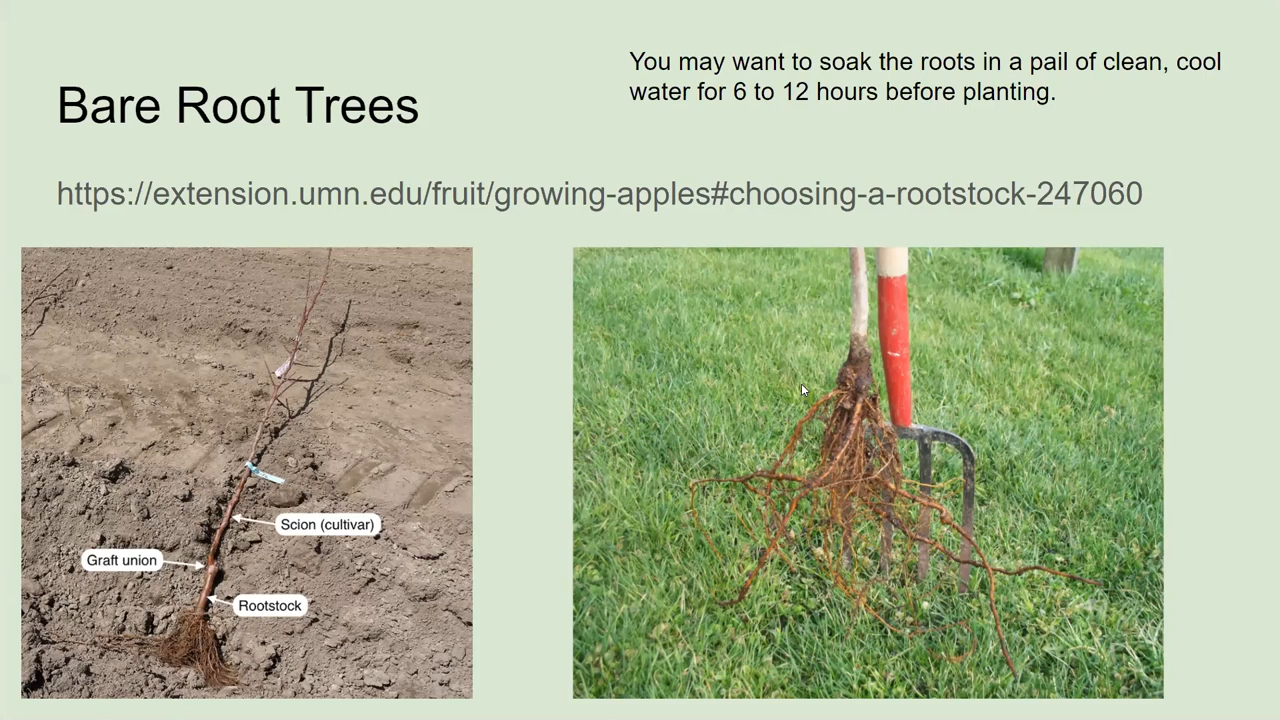 Bare Root Trees
You may want to soak the roots in a pail of clean, cool
water for 6 to 12 hours before planting.
https://extension.umn.edu/fruit/growing-apples#choosing-a-rootstock-247060
Scion (cultivar)
Graft union
Rootstock